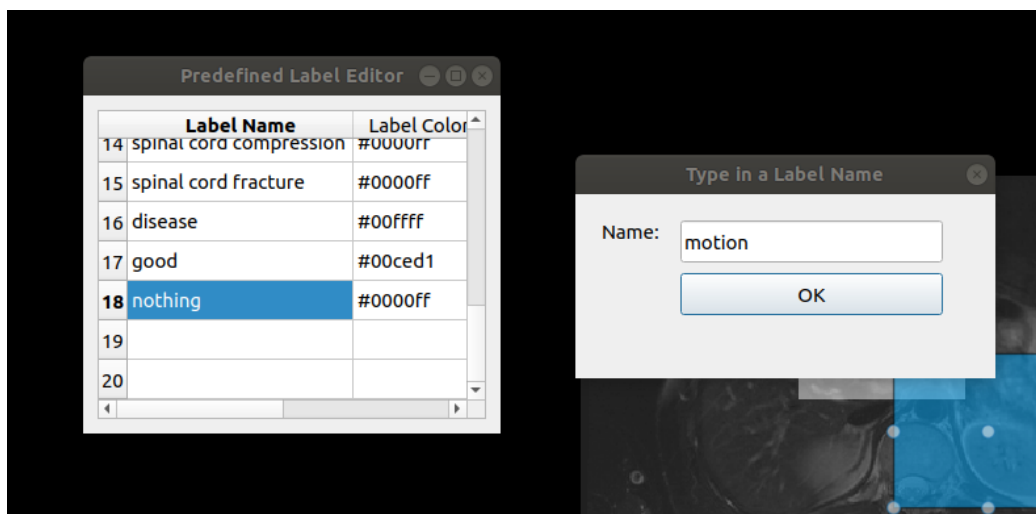 Predefined Label Editor
Label Name Label Color
14 spinal cord compression #0000ff
15 spinal cord fracture #0000ff
16 disease #00ffff
17 good #00ced1
18 nothing #0000ff
19
20
Type in a Label Name
Name: motion
OK